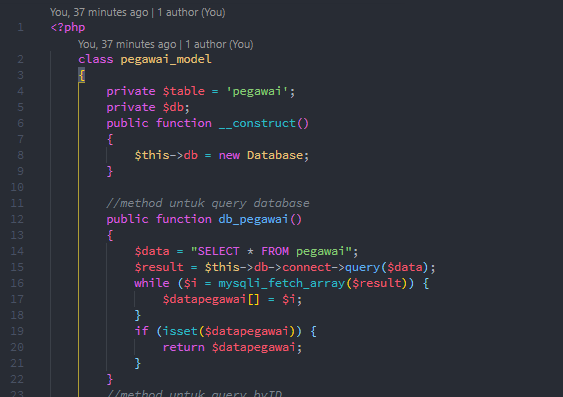 You, 37 minutes ago | 1 author (You)
1 <?php
You, 37 minutes ago | 1 author (You)
2 class pegawai_model
3 {
4 private $table = 'pegawai';
5 private $db;
6 public function __construct()
7 {
8 $this->db = new Database;
9 }
10
11 //method untuk query database
12 public function db_pegawai()
13 {
14 $data = "SELECT * FROM pegawai";
15 $result = $this->db->connect->query($data);
16 while ($i = mysqli_fetch_array($result)) {
17 $datapegawai[] = $i;
18 }
19 if (isset($datapegawai)) {
20 return $datapegawai;
21 }
22 }
23 //method untuk query byID